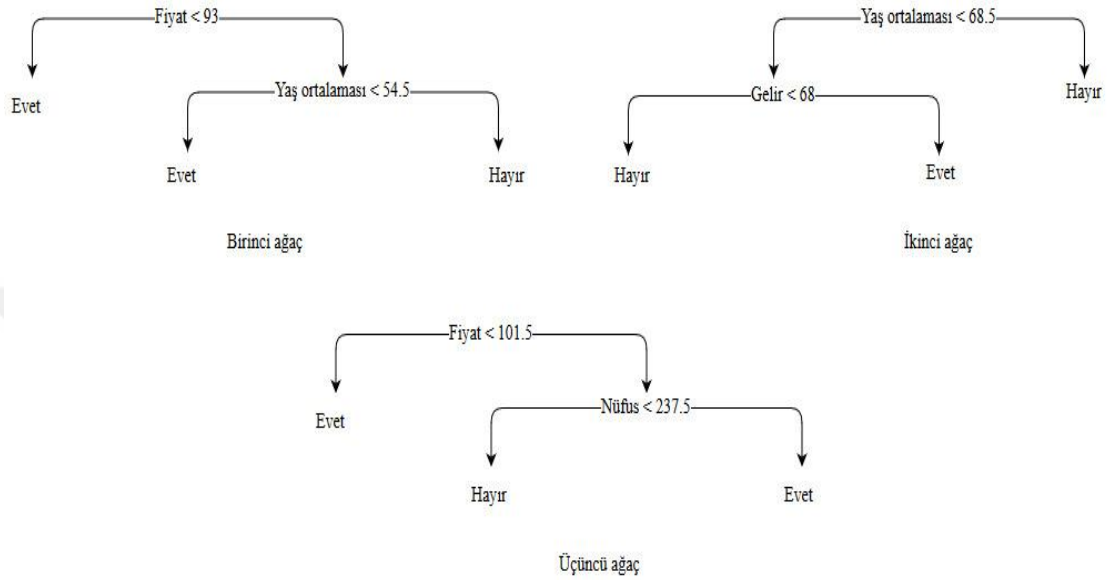 Fiyat < 93
Evet
Yaş ortalaması < 54.5
Evet
Hayır
Birinci ağaç
Yaş ortalaması < 68.5
Gelir < 68
Hayır
Hayır
Evet
İkinci ağaç
Fiyat < 101.5
Evet
Nüfus < 237.5
Hayır
Evet
Üçüncü ağaç